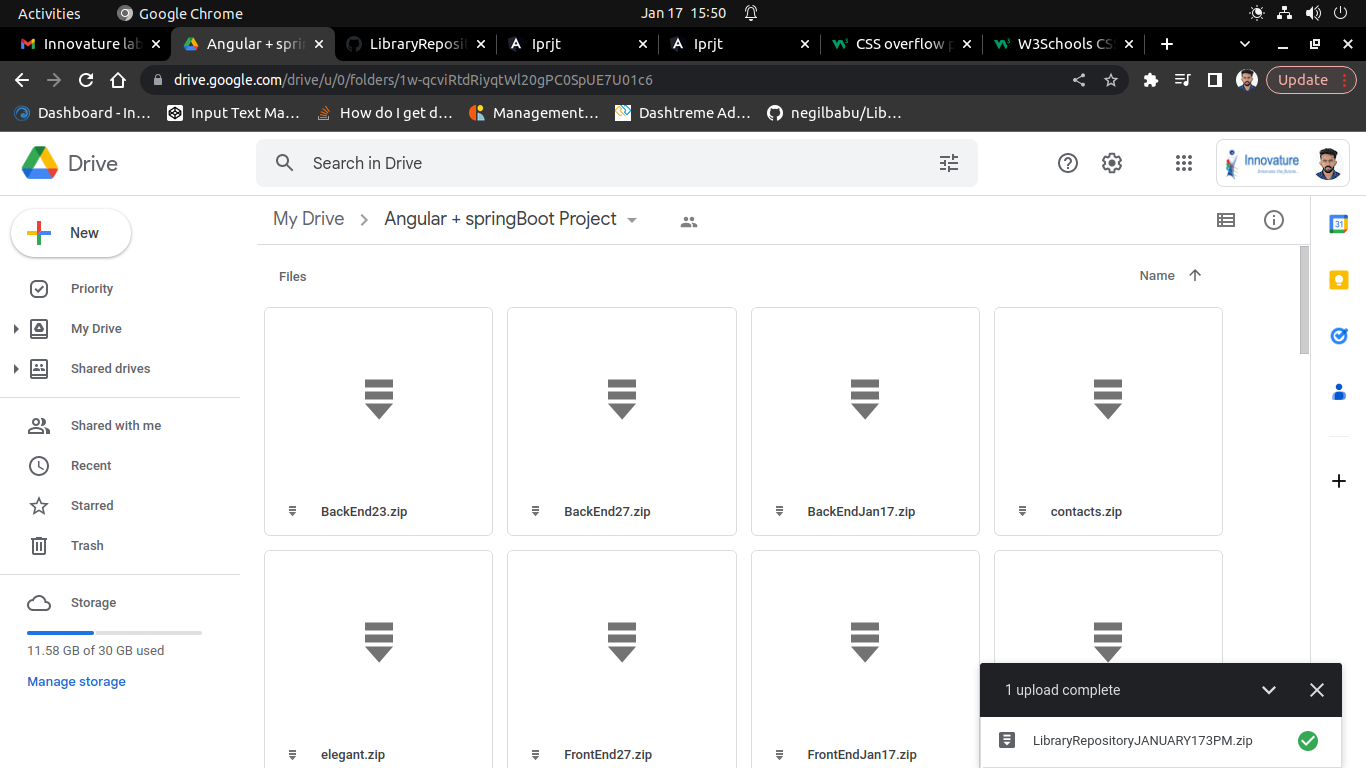 Activities
Google Chrome
Jan 17 15:50
Innovature lab
Angular + spri
LibraryReposit
Iprjt
Iprjt
CSS overflow p
W3Schools CS
drive.google.com/drive/u/0/folders/1w-qcviRtdRiyqtWl20gPC0SpUE7U01c6
Update
Dashboard - In…
Input Text Ma…
How do I get d…
Management…
Dashtreme Ad…
negilbabu/Lib…
Drive
Search in Drive
Innovature
New
My Drive
Angular + springBoot Project
31
Files
Name
Priority
My Drive
Shared drives
Shared with me
Recent
Starred
Trash
Storage
11.58 GB of 30 GB used
Manage storage
BackEnd23.zip
BackEnd27.zip
BackEndJan17.zip
contacts.zip
elegant.zip
FrontEnd27.zip
FrontEndJan17.zip
1 upload complete
LibraryRepositoryJANUARY173PM.zip